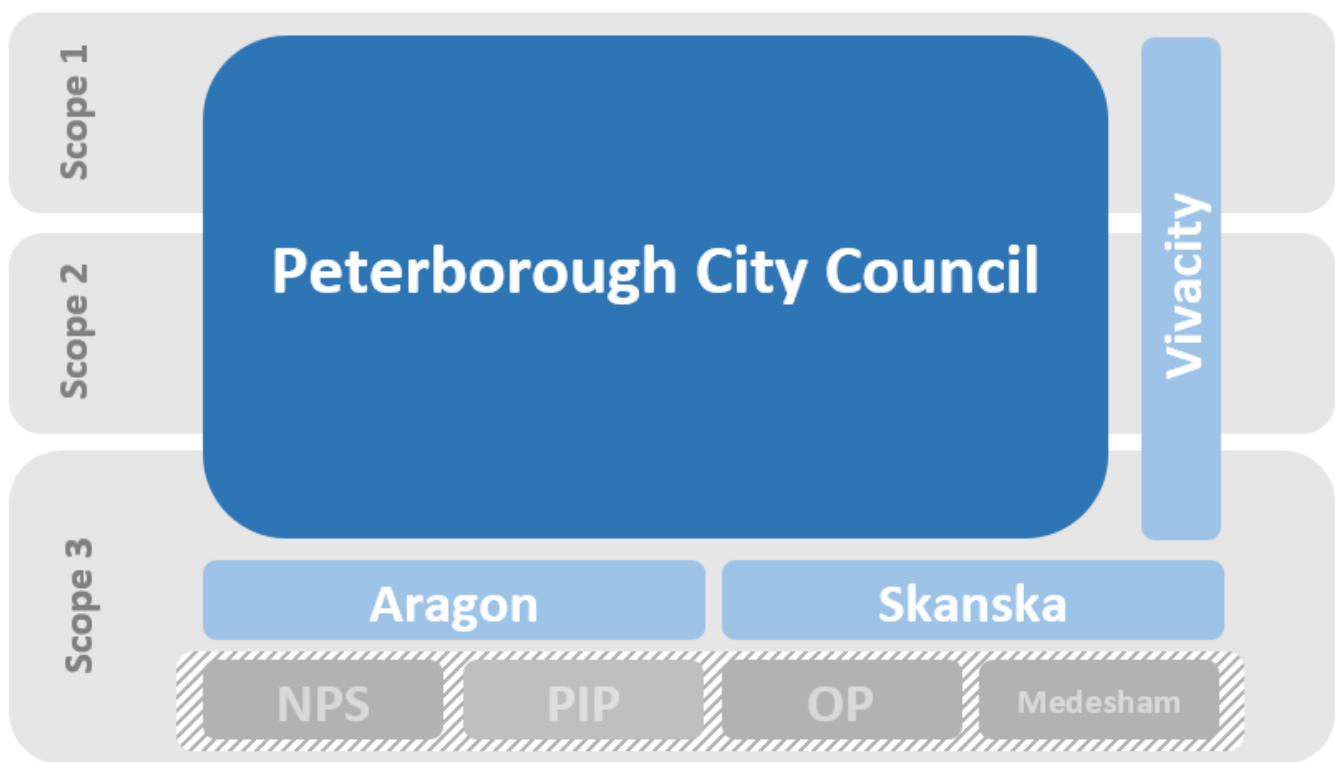 Scope 1
Scope 2
Scope 3
Peterborough City Council
Vivacity
Aragon
Skanska
NPS
PIP
OP
Medesham